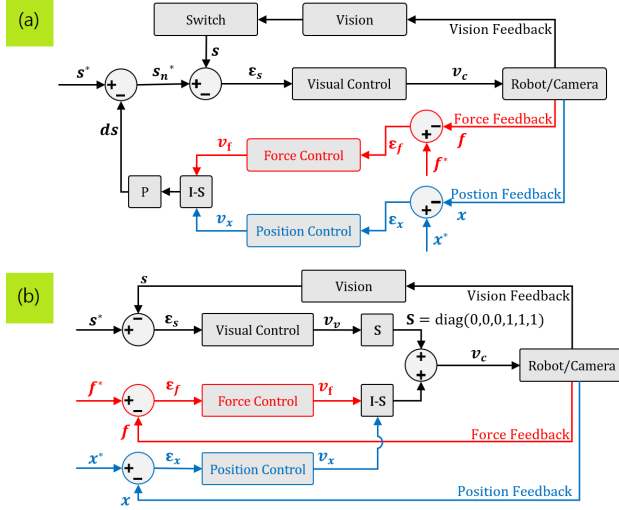 (a)
Switch
Vision
Vision Feedback
s
s*
+
−
sn*
+
−
εs
Visual Control
vc
Robot/Camera
ds
Force Feedback
f
−
+
f*
εf
Force Control
vf
P
I-S
Postion Feedback
x
−
+
x*
εx
Position Control
vx
(b)
s
Vision
Vision Feedback
s*
−
+
εs
Visual Control
vv
S
S = diag(0,0,0,1,1,1)
+
+
vc
Robot/Camera
f*
+
−
f
εf
Force Control
vf
I-S
Force Feedback
x*
+
−
x
εx
Position Control
vx
Position Feedback